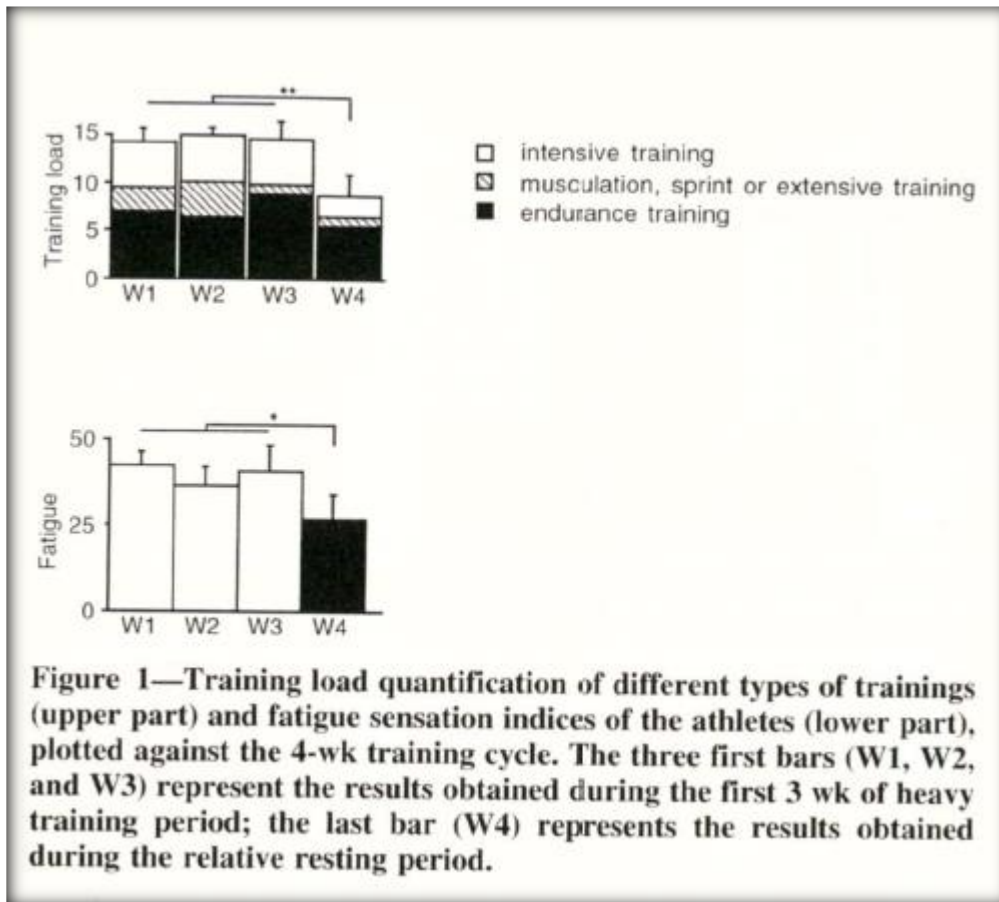 **
Training load
15
10
5
0
W1 W2 W3 W4
intensive training
musculation, sprint or extensive training
endurance training
*
Fatigue
50
25
0
W1 W2 W3 W4
Figure 1—Training load quantification of different types of trainings
(upper part) and fatigue sensation indices of the athletes (lower part),
plotted against the 4-wk training cycle. The three first bars (W1, W2,
and W3) represent the results obtained during the first 3 wk of heavy
training period; the last bar (W4) represents the results obtained
during the relative resting period.